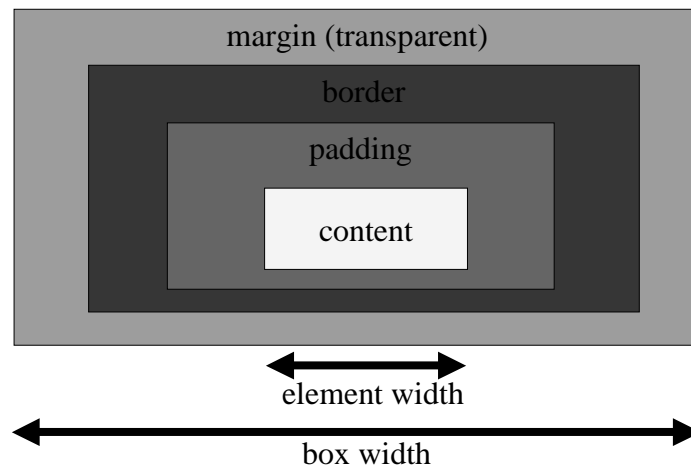 margin (transparent)
border
padding
content
element width
box width